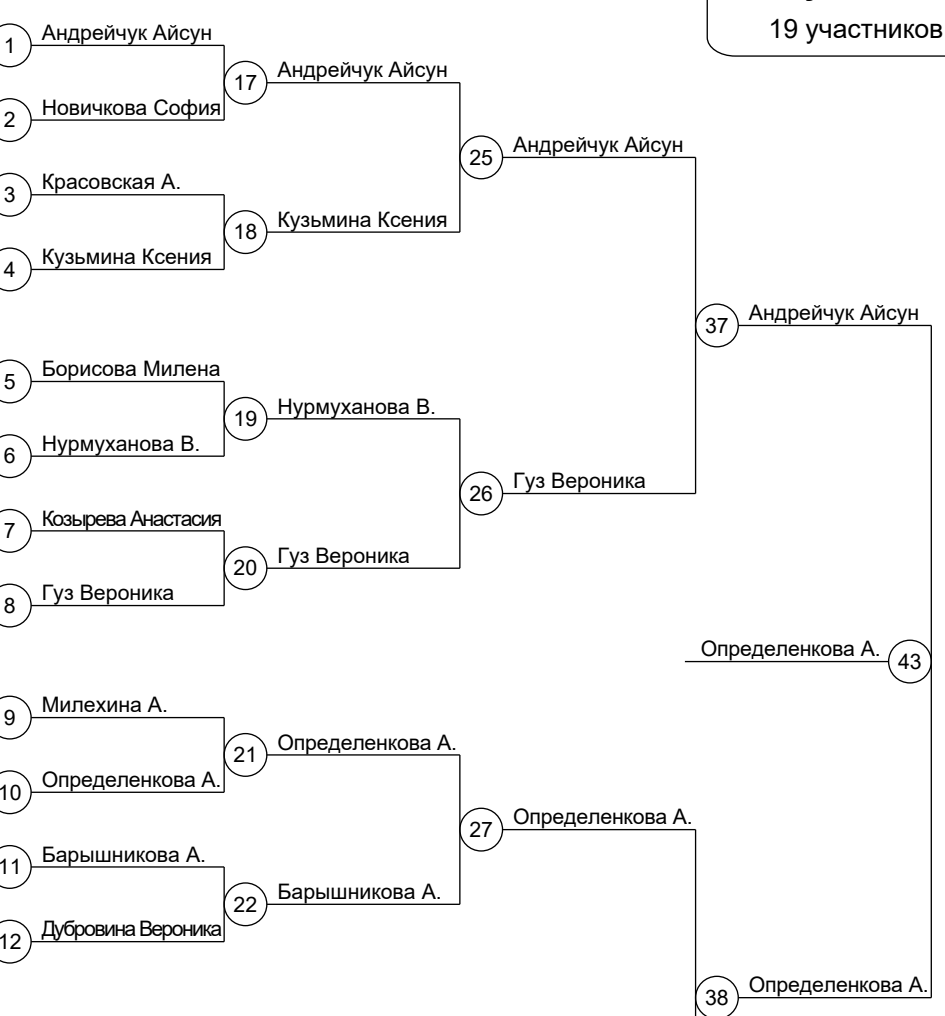 19 участников
1 Андрейчук Айсун
17 Андрейчук Айсун
2 Новичкова София
25 Андрейчук Айсун
3 Красовская А.
18 Кузьмина Ксения
4 Кузьмина Ксения
37 Андрейчук Айсун
5 Борисова Милена
19 Нурмуханова В.
6 Нурмуханова В.
26 Гуз Вероника
7 Козырева Анастасия
20 Гуз Вероника
8 Гуз Вероника
Определенкова А. 43
9 Милехина А.
21 Определенкова А.
10 Определенкова А.
27 Определенкова А.
11 Барышникова А.
22 Барышникова А.
12 Дубровина Вероника
38 Определенкова А.